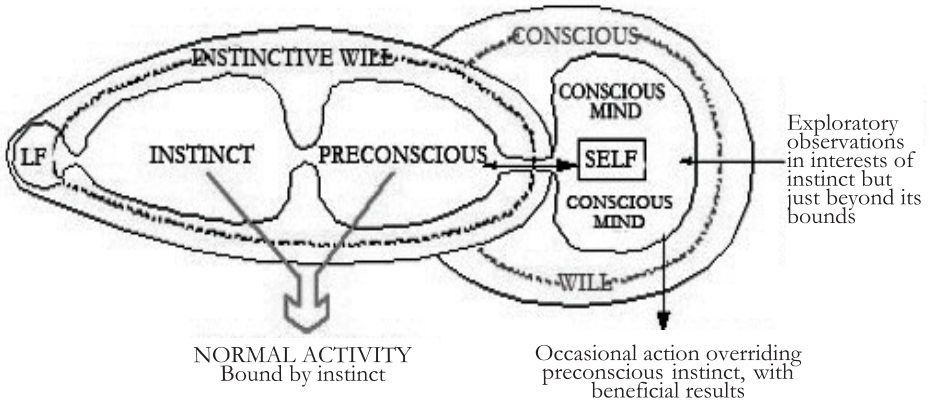 CONSCIOUS
INSTINCTIVE WILL
CONSCIOUS
MIND
LF
INSTINCT
PRECONSCIOUS
SELF
CONSCIOUS
MIND
WILL
Exploratory
observations
in interests of
instinct but
just beyond its
bounds
NORMAL ACTIVITY
Bound by instinct
Occasional action overriding
preconscious instinct, with
beneficial results